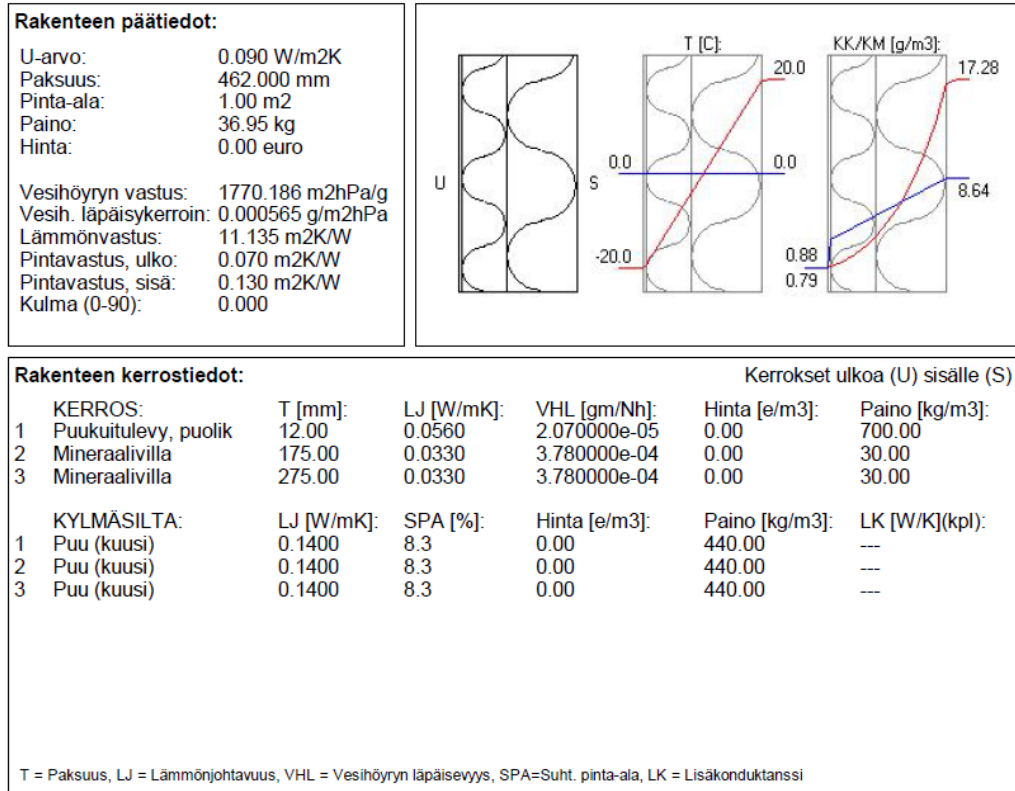 Rakenteen päätiedot:
U-arvo: 0.090 W/m2K
Paksuus: 462.000 mm
Pinta-ala: 1.00 m2
Paino: 36.95 kg
Hinta: 0.00 euro
Vesihöyryn vastus: 1770.186 m2hPa/g
Vesih. läpäisykerroin: 0.000565 g/m2hPa
Lämmönvastus: 11.135 m2K/W
Pintavastus, ulko: 0.070 m2K/W
Pintavastus, sisä: 0.130 m2K/W
Kulma (0-90): 0.000
U S
T [C]:
20.0
0.0 0.0
-20.0
KK/KM [g/m3]:
17.28
8.64
0.88
0.79
Rakenteen kerrostiedot: Kerrokset ulkoa (U) sisälle (S)
KERROS: T [mm]: LJ [W/mK]: VHL [gm/Nh]: Hinta [e/m3]: Paino [kg/m3]:
1 Puukuitulevy, puolik 12.00 0.0560 2.070000e-05 0.00 700.00
2 Mineraalivilla 175.00 0.0330 3.780000e-04 0.00 30.00
3 Mineraalivilla 275.00 0.0330 3.780000e-04 0.00 30.00
KYLMÄSILTA: LJ [W/mK]: SPA [%]: Hinta [e/m3]: Paino [kg/m3]: LK [W/K](kpl):
1 Puu (kuusi) 0.1400 8.3 0.00 440.00 ---
2 Puu (kuusi) 0.1400 8.3 0.00 440.00 ---
3 Puu (kuusi) 0.1400 8.3 0.00 440.00 ---
T = Paksuus, LJ = Lämmönjohtavuus, VHL = Vesihöyryn läpäisevyys, SPA=Suht. pinta-ala, LK = Lisäkonduktanssi